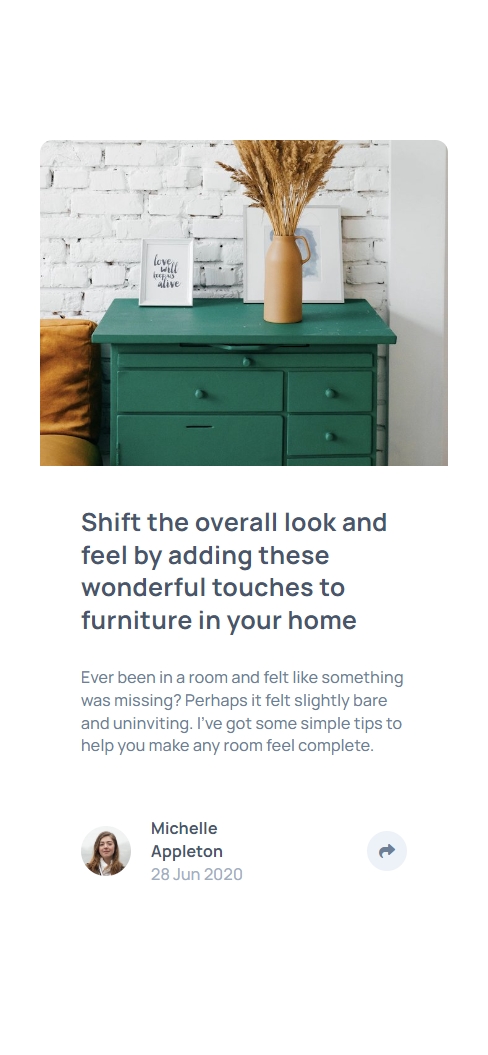 love
will
keep us
alive
Shift the overall look and
feel by adding these
wonderful touches to
furniture in your home
Ever been in a room and felt like something
was missing? Perhaps it felt slightly bare
and uninviting. I've got some simple tips to
help you make any room feel complete.
Michelle
Appleton
28 Jun 2020